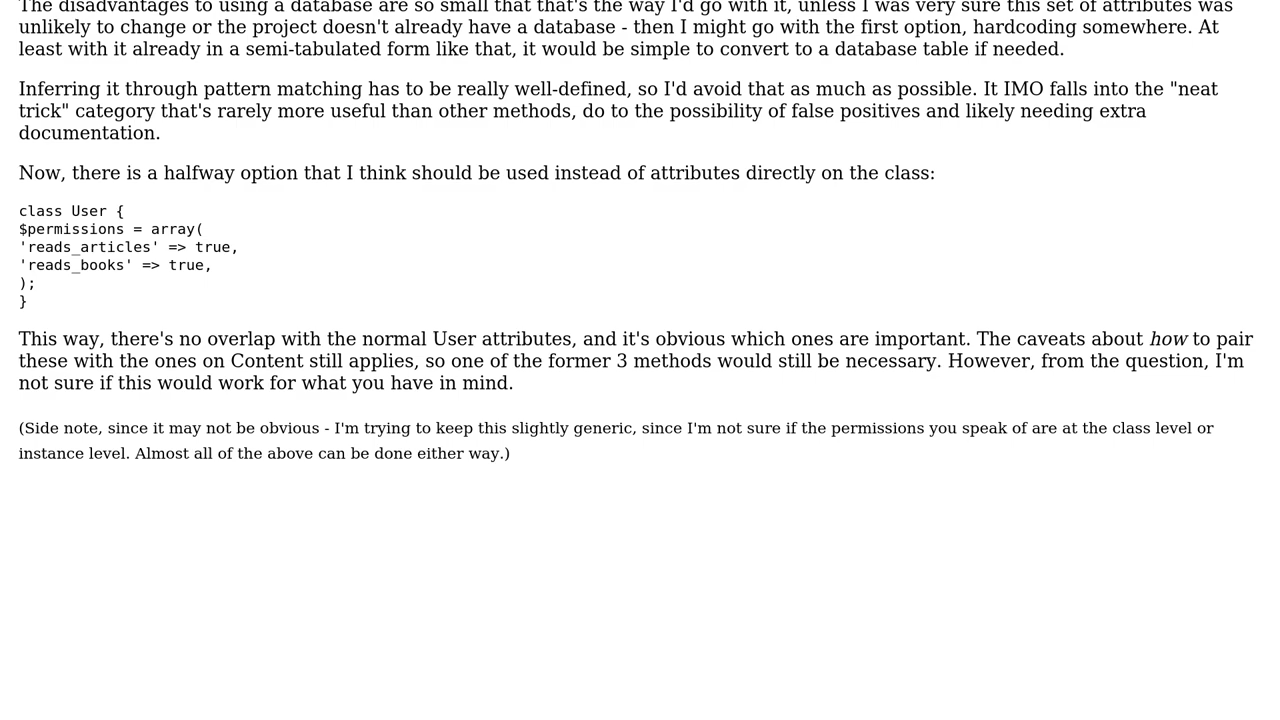 The disadvantages to using a database are so small that that's the way I'd go with it, unless I was very sure this set of attributes was
unlikely to change or the project doesn't already have a database - then I might go with the first option, hardcoding somewhere. At
least with it already in a semi-tabulated form like that, it would be simple to convert to a database table if needed.
Inferring it through pattern matching has to be really well-defined, so I'd avoid that as much as possible. It IMO falls into the "neat
trick" category that's rarely more useful than other methods, do to the possibility of false positives and likely needing extra
documentation.
Now, there is a halfway option that I think should be used instead of attributes directly on the class:
class User {
$permissions = array(
'reads_articles' => true,
'reads_books' => true,
);
}
This way, there's no overlap with the normal User attributes, and it's obvious which ones are important. The caveats about how to pair
these with the ones on Content still applies, so one of the former 3 methods would still be necessary. However, from the question, I'm
not sure if this would work for what you have in mind.
(Side note, since it may not be obvious - I'm trying to keep this slightly generic, since I'm not sure if the permissions you speak of are at the class level or
instance level. Almost all of the above can be done either way.)